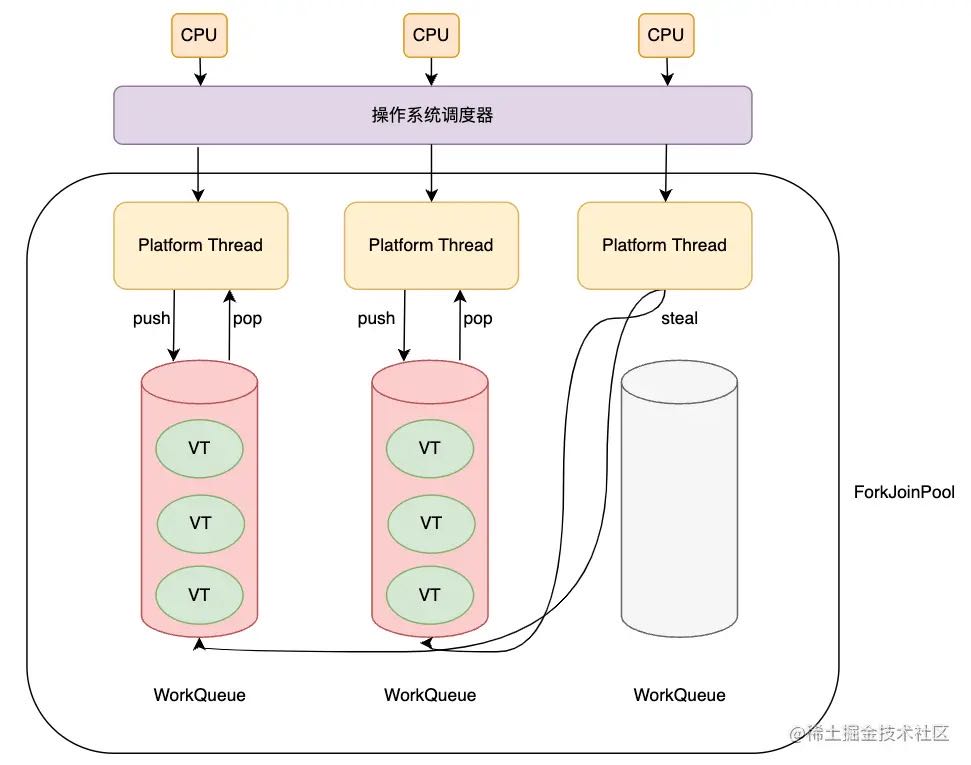 CPU
CPU
CPU
操作系统调度器
Platform Thread
Platform Thread
Platform Thread
push
pop
push
pop
steal
VT
VT
VT
VT
VT
VT
ForkJoinPool
WorkQueue
WorkQueue
WorkQueue
@稀土掘金技术社区